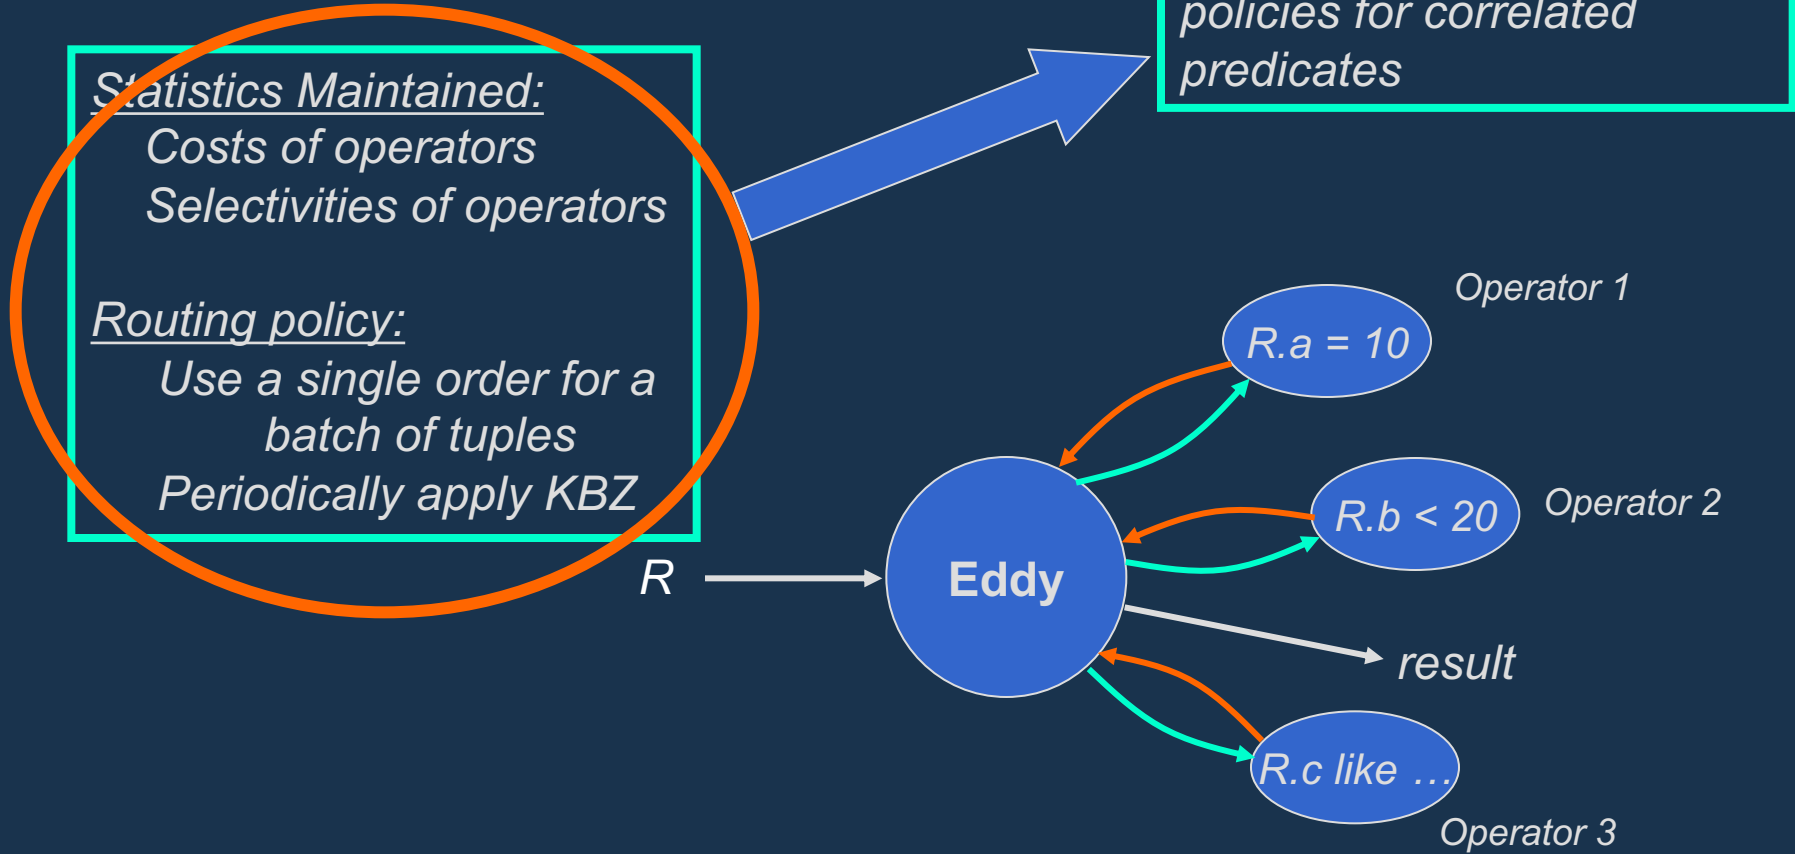 policies for correlated
predicates
Statistics Maintained:
Costs of operators
Selectivities of operators
Routing policy:
Use a single order for a
batch of tuples
Periodically apply KBZ
Operator 1
R.a = 10
R.b < 20
Operator 2
R
Eddy
result
R.c like …
Operator 3